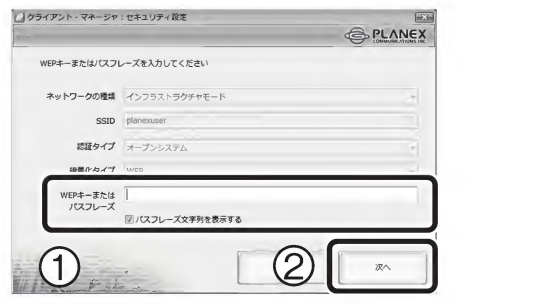 クライアント・マネージャ:セキュリティ設定
PLANEX
COMMUNICATIONS INC.
WEPキーまたはパスフレーズを入力してください
ネットワークの種類 インフラストラクチャモード
SSID planexuser
認証タイプ オープンシステム
暗号化タイプ WEP
WEPキーまたは
パスフレーズ
パスフレーズ文字列を表示する
① ② 次へ